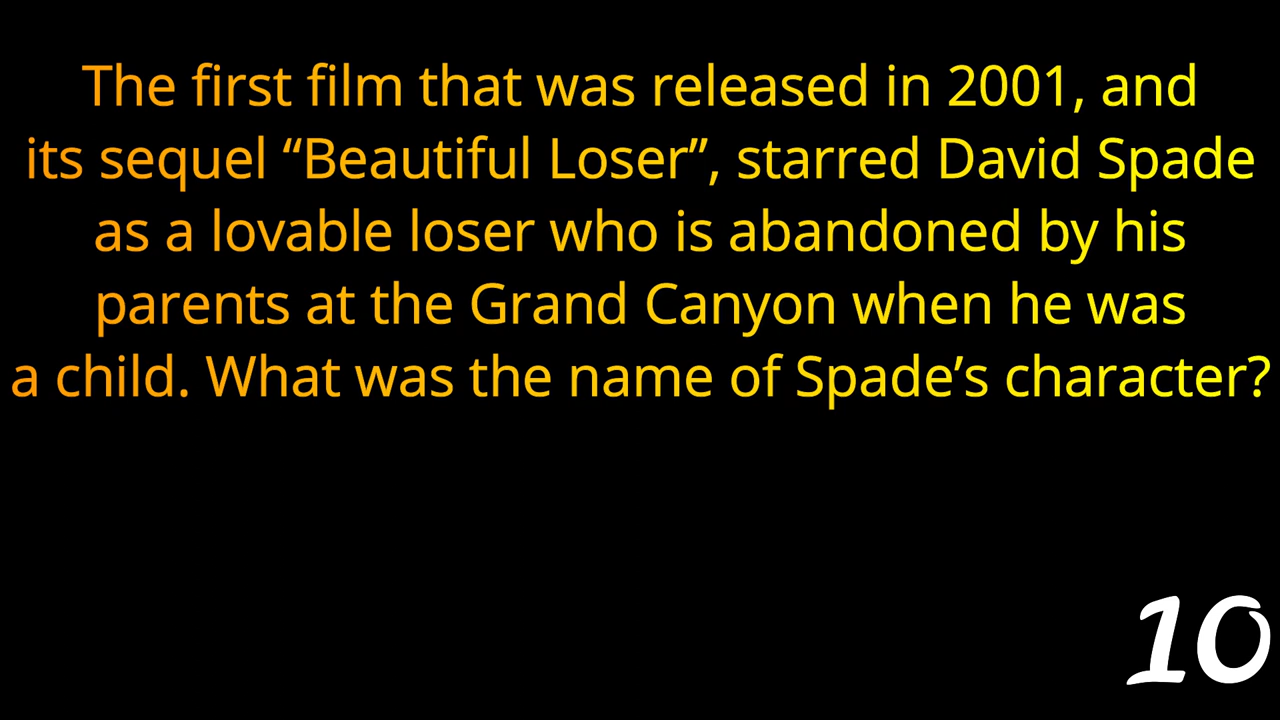 The first film that was released in 2001, and
its sequel “Beautiful Loser”, starred David Spade
as a lovable loser who is abandoned by his
parents at the Grand Canyon when he was
a child. What was the name of Spade’s character?
10